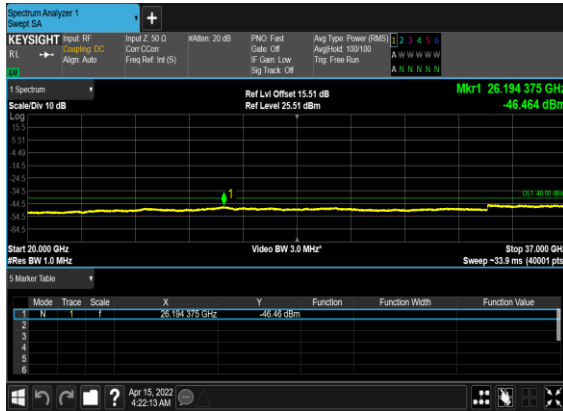 Spectrum Analyzer 1
Swept SA
+
KEYSIGHT Input: RF Input Z: 50 Ω #Atten: 20 dB PNO: Fast Avg Type: Power (RMS) 1 2 3 4 5 6
RL Coupling: DC Corr CCorr Gate: Off Avg|Hold: 100/100 A W W W W W
Align: Auto Freq Ref: Int (S) IF Gain: Low Trig: Free Run
LU Sig Track: Off A N N N N N
1 Spectrum Ref Lvl Offset 15.51 dB Mkr1 26.194 375 GHz
Scale/Div 10 dB Ref Level 25.51 dBm -46.464 dBm
Log
15.5
5.51
-4.49
-14.5
-24.5
-34.5
1
-44.5
-54.5
-64.5
Start 20.000 GHz Video BW 3.0 MHz* Stop 37.000 GHz
#Res BW 1.0 MHz Sweep ~33.9 ms (40001 pts)
5 Marker Table
Mode Trace Scale X Y Function Function Width Function Value
1 N 1 f 26.194 375 GHz -46.46 dBm
2
3
4
5
6
? Apr 15, 2022
4:22:13 AM